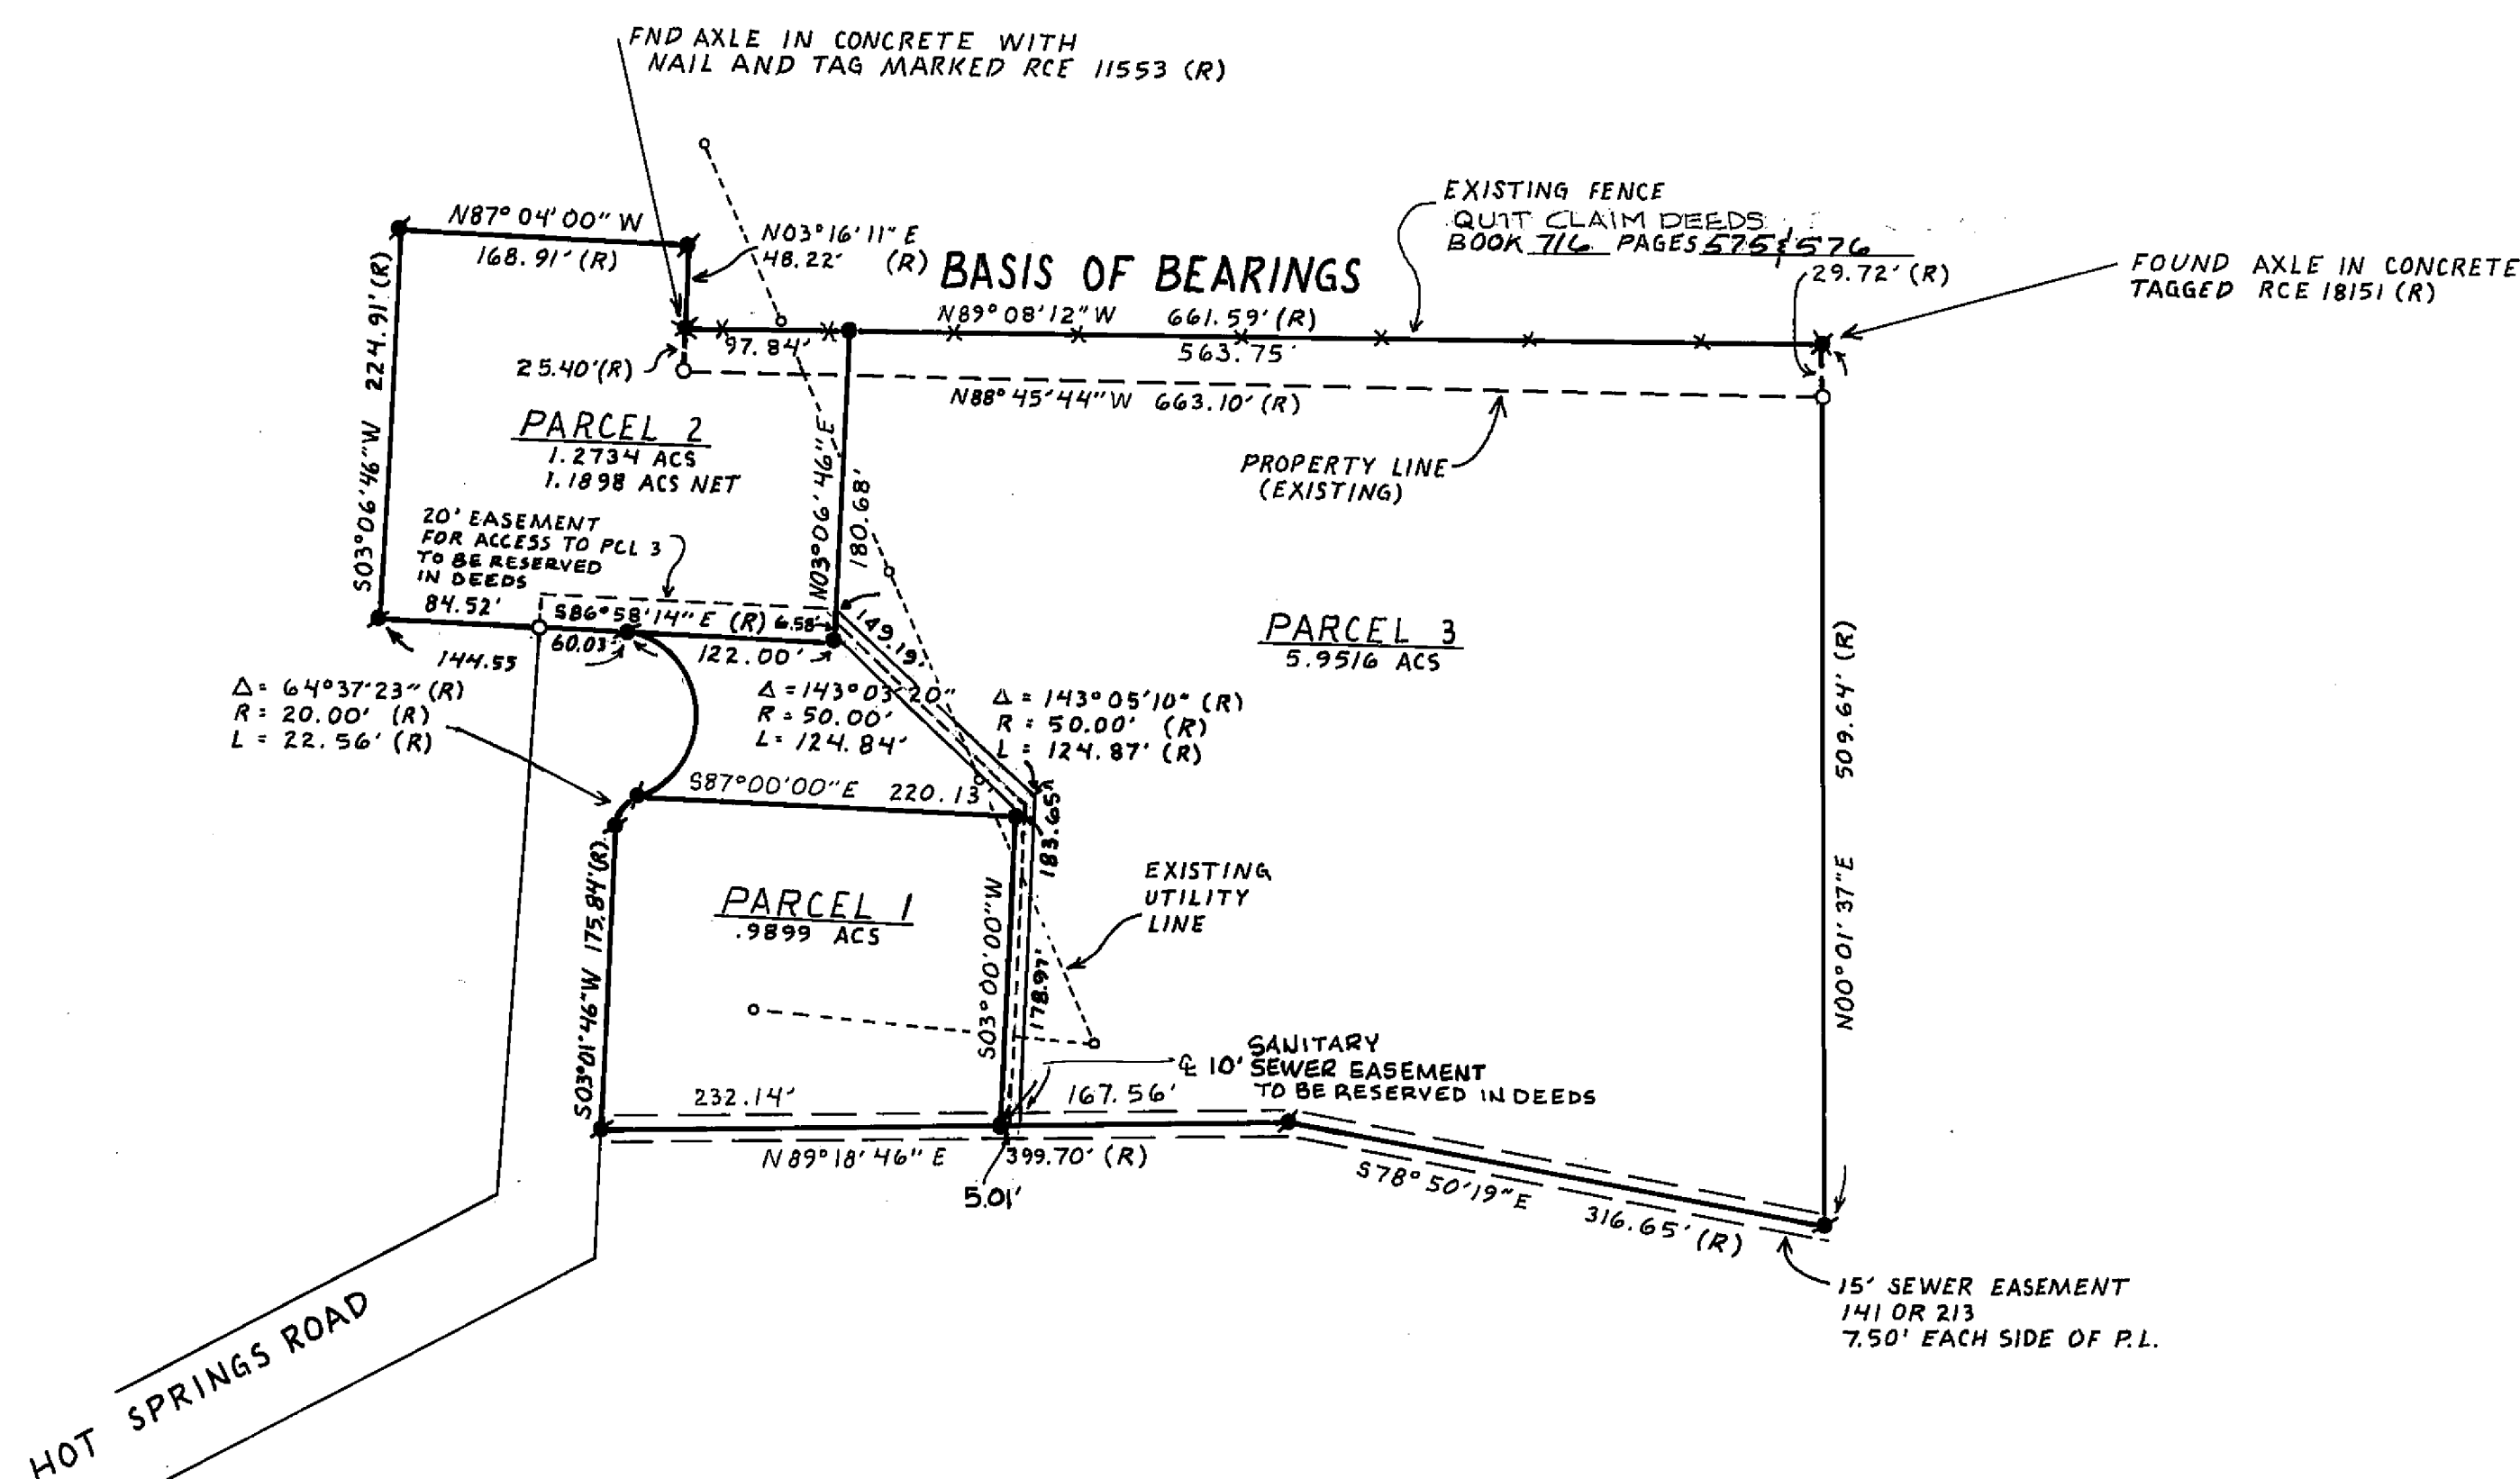 FND AXLE IN CONCRETE WITH
NAIL AND TAG MARKED RCE 11553 (R)
N87° 04' 00" W
168.91' (R)
N03° 16' 11" E
48.22' (R)
BASIS OF BEARINGS
N89° 08' 12" W 661.59' (R)
97.84'
563.75'
EXISTING FENCE
QUIT CLAIM DEEDS
BOOK 716 PAGES 575 & 576
29.72' (R)
FOUND AXLE IN CONCRETE
TAGGED RCE 18151 (R)
25.40' (R)
N88° 45' 44" W 663.10' (R)
PROPERTY LINE
(EXISTING)
S03° 06' 46" W 224.91' (R)
PARCEL 2
1.2734 ACS
1.1898 ACS NET
N03° 06' 46" E
180.68'
20' EASEMENT
FOR ACCESS TO PCL 3
TO BE RESERVED
IN DEEDS
84.52'
S86° 58' 14" E (R)
6.58'
60.03'
122.00'
144.55
149.19'
PARCEL 3
5.9516 ACS
Δ = 64° 37' 23" (R)
R = 20.00' (R)
L = 22.56' (R)
Δ = 143° 03' 20"
R = 50.00'
L = 124.84'
Δ = 143° 05' 10" (R)
R = 50.00' (R)
L = 124.87' (R)
S87° 00' 00" E 220.13'
183.65'
S03° 01' 46" W 175.84' (R)
PARCEL 1
.9899 ACS
S03° 00' 00" W
178.97'
EXISTING
UTILITY
LINE
N00° 01' 37" E 509.64' (R)
SANITARY
℄ 10' SEWER EASEMENT
TO BE RESERVED IN DEEDS
232.14'
167.56'
N 89° 18' 46" E 399.70' (R)
5.01'
S78° 50' 19" E 316.65' (R)
15' SEWER EASEMENT
141 OR 213
7.50' EACH SIDE OF P.L.
HOT SPRINGS ROAD